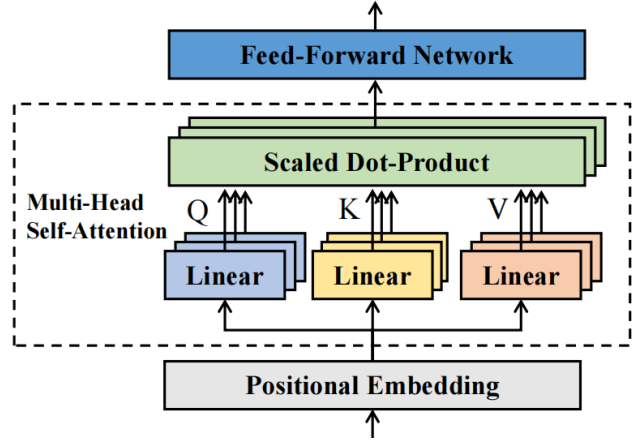 Feed-Forward Network
Scaled Dot-Product
Multi-Head
Self-Attention
Q
K
V
Linear
Linear
Linear
Positional Embedding